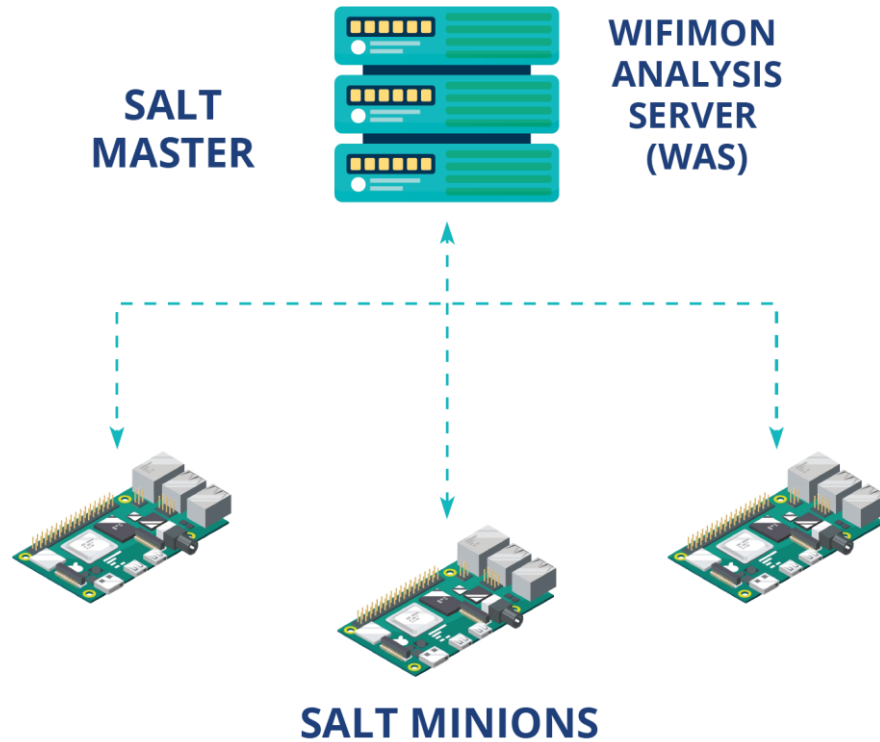 SALT
MASTER
WIFIMON
ANALYSIS
SERVER
(WAS)
SALT MINIONS